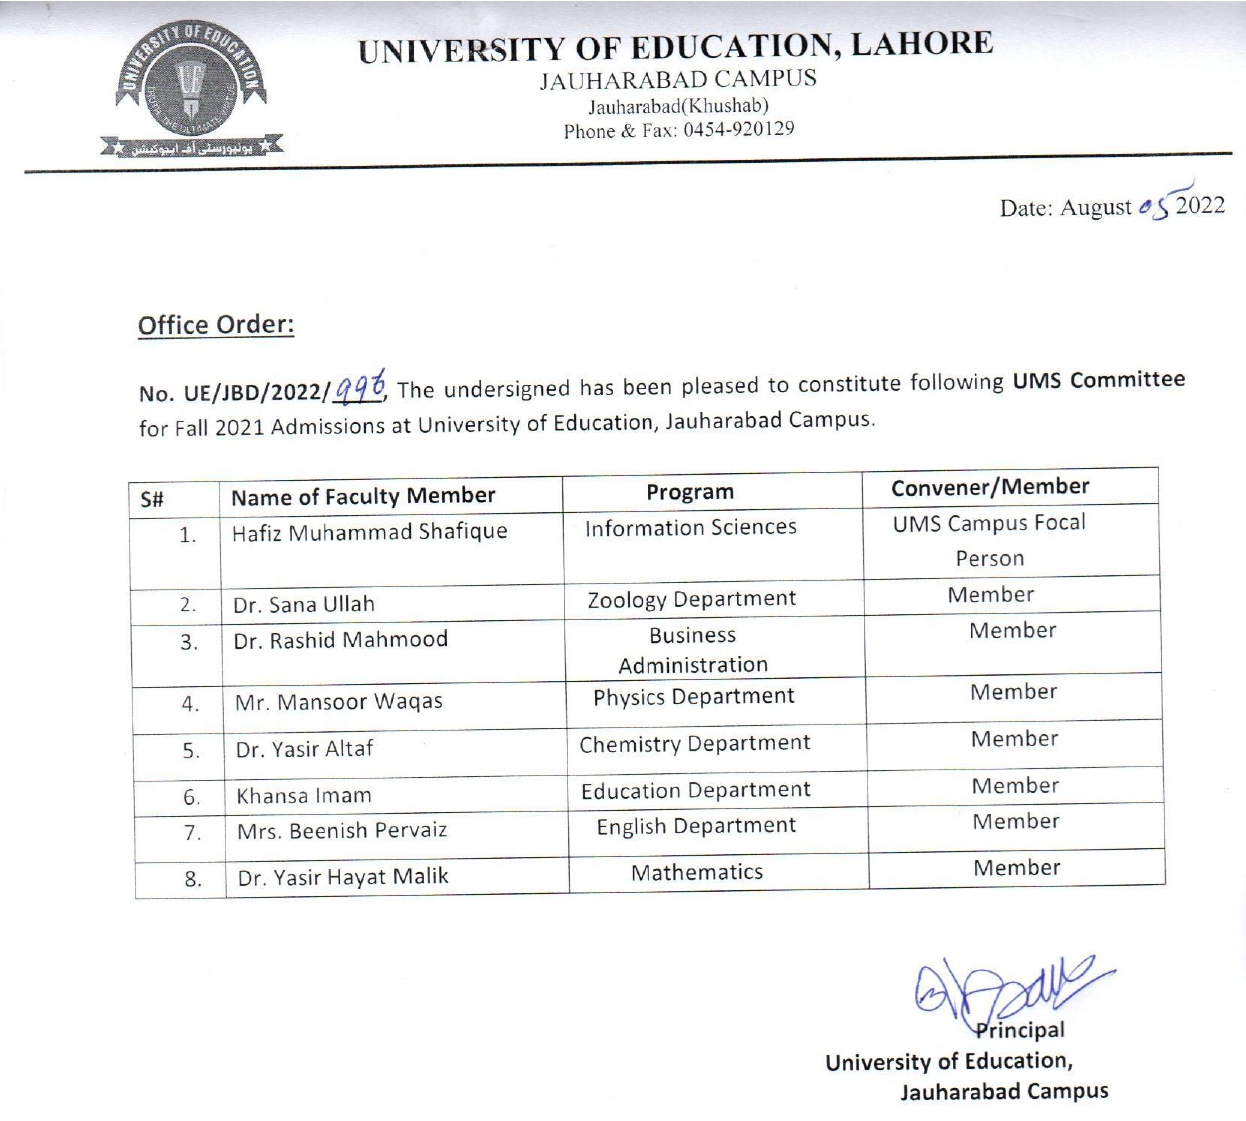 UNIVERSITY OF EDUCATION
UE
یونیورسٹی آف ایجوکیشن
UNIVERSITY OF EDUCATION, LAHORE
JAUHARABAD CAMPUS
Jauharabad(Khushab)
Phone & Fax: 0454-920129
Date: August 05 2022
Office Order:
No. UE/JBD/2022/996, The undersigned has been pleased to constitute following UMS Committee
for Fall 2021 Admissions at University of Education, Jauharabad Campus.
S# Name of Faculty Member Program Convener/Member
1. Hafiz Muhammad Shafique Information Sciences UMS Campus Focal
Person
2. Dr. Sana Ullah Zoology Department Member
3. Dr. Rashid Mahmood Business Member
Administration
4. Mr. Mansoor Waqas Physics Department Member
5. Dr. Yasir Altaf Chemistry Department Member
6. Khansa Imam Education Department Member
7. Mrs. Beenish Pervaiz English Department Member
8. Dr. Yasir Hayat Malik Mathematics Member
Principal
University of Education,
Jauharabad Campus